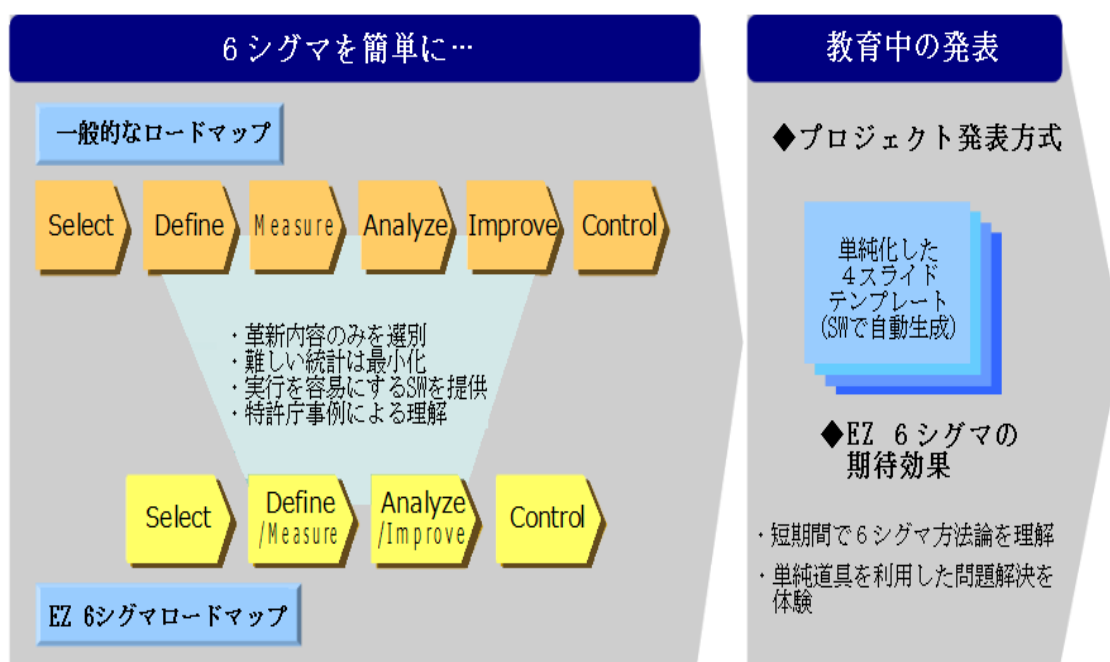 6シグマを簡単に…
一般的なロードマップ
Select
Define
Measure
Analyze
Improve
Control
・革新内容のみを選別
・難しい統計は最小化
・実行を容易にするSWを提供
・特許庁事例による理解
Select
Define
/Measure
Analyze
/Improve
Control
EZ 6シグマロードマップ
教育中の発表
◆プロジェクト発表方式
単純化した
4スライド
テンプレート
(SWで自動生成)
◆EZ 6シグマの
期待効果
・短期間で6シグマ方法論を理解
・単純道具を利用した問題解決を
体験